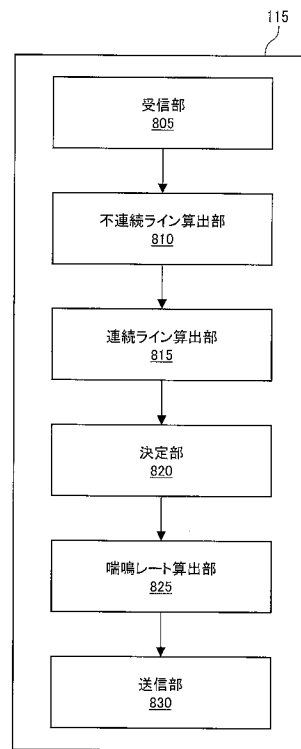 115
受信部
805
不連続ライン算出部
810
連続ライン算出部
815
決定部
820
喘鳴レート算出部
825
送信部
830